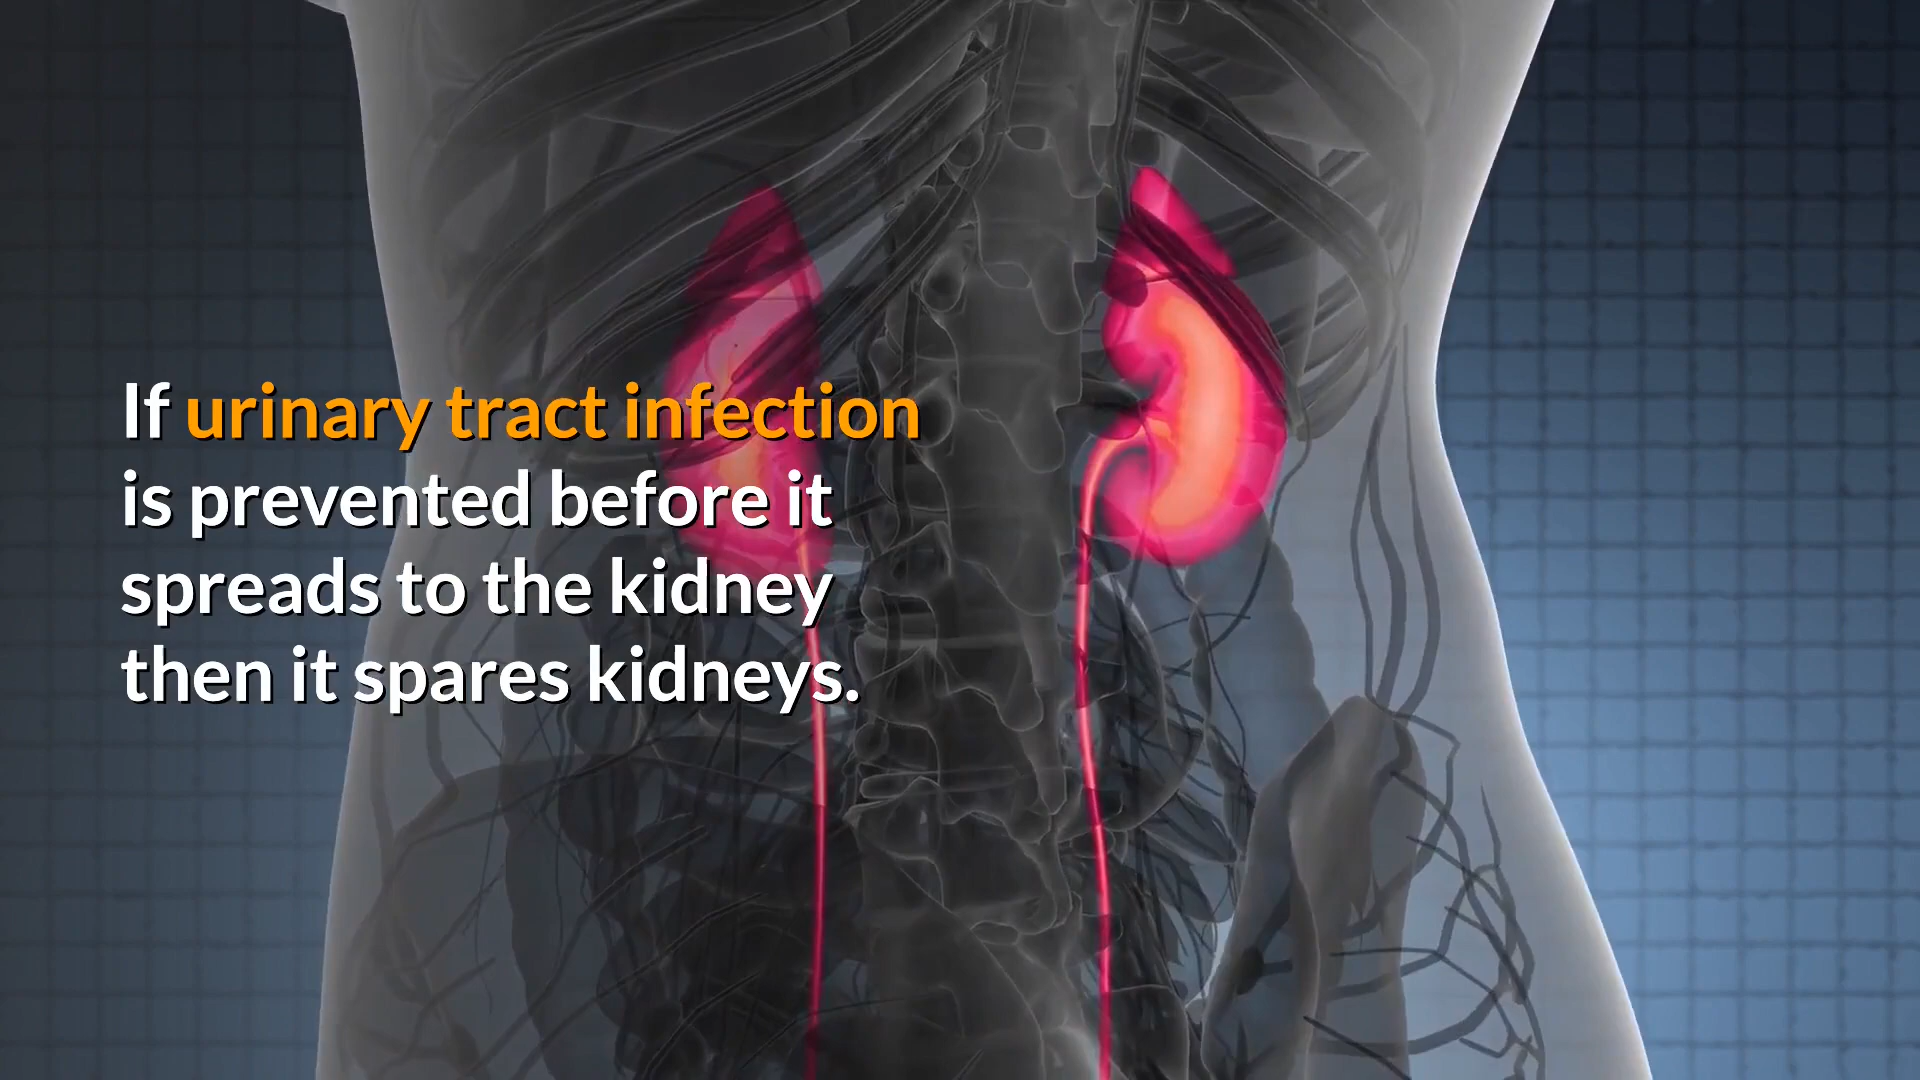 If urinary tract infection
is prevented before it
spreads to the kidney
then it spares kidneys.